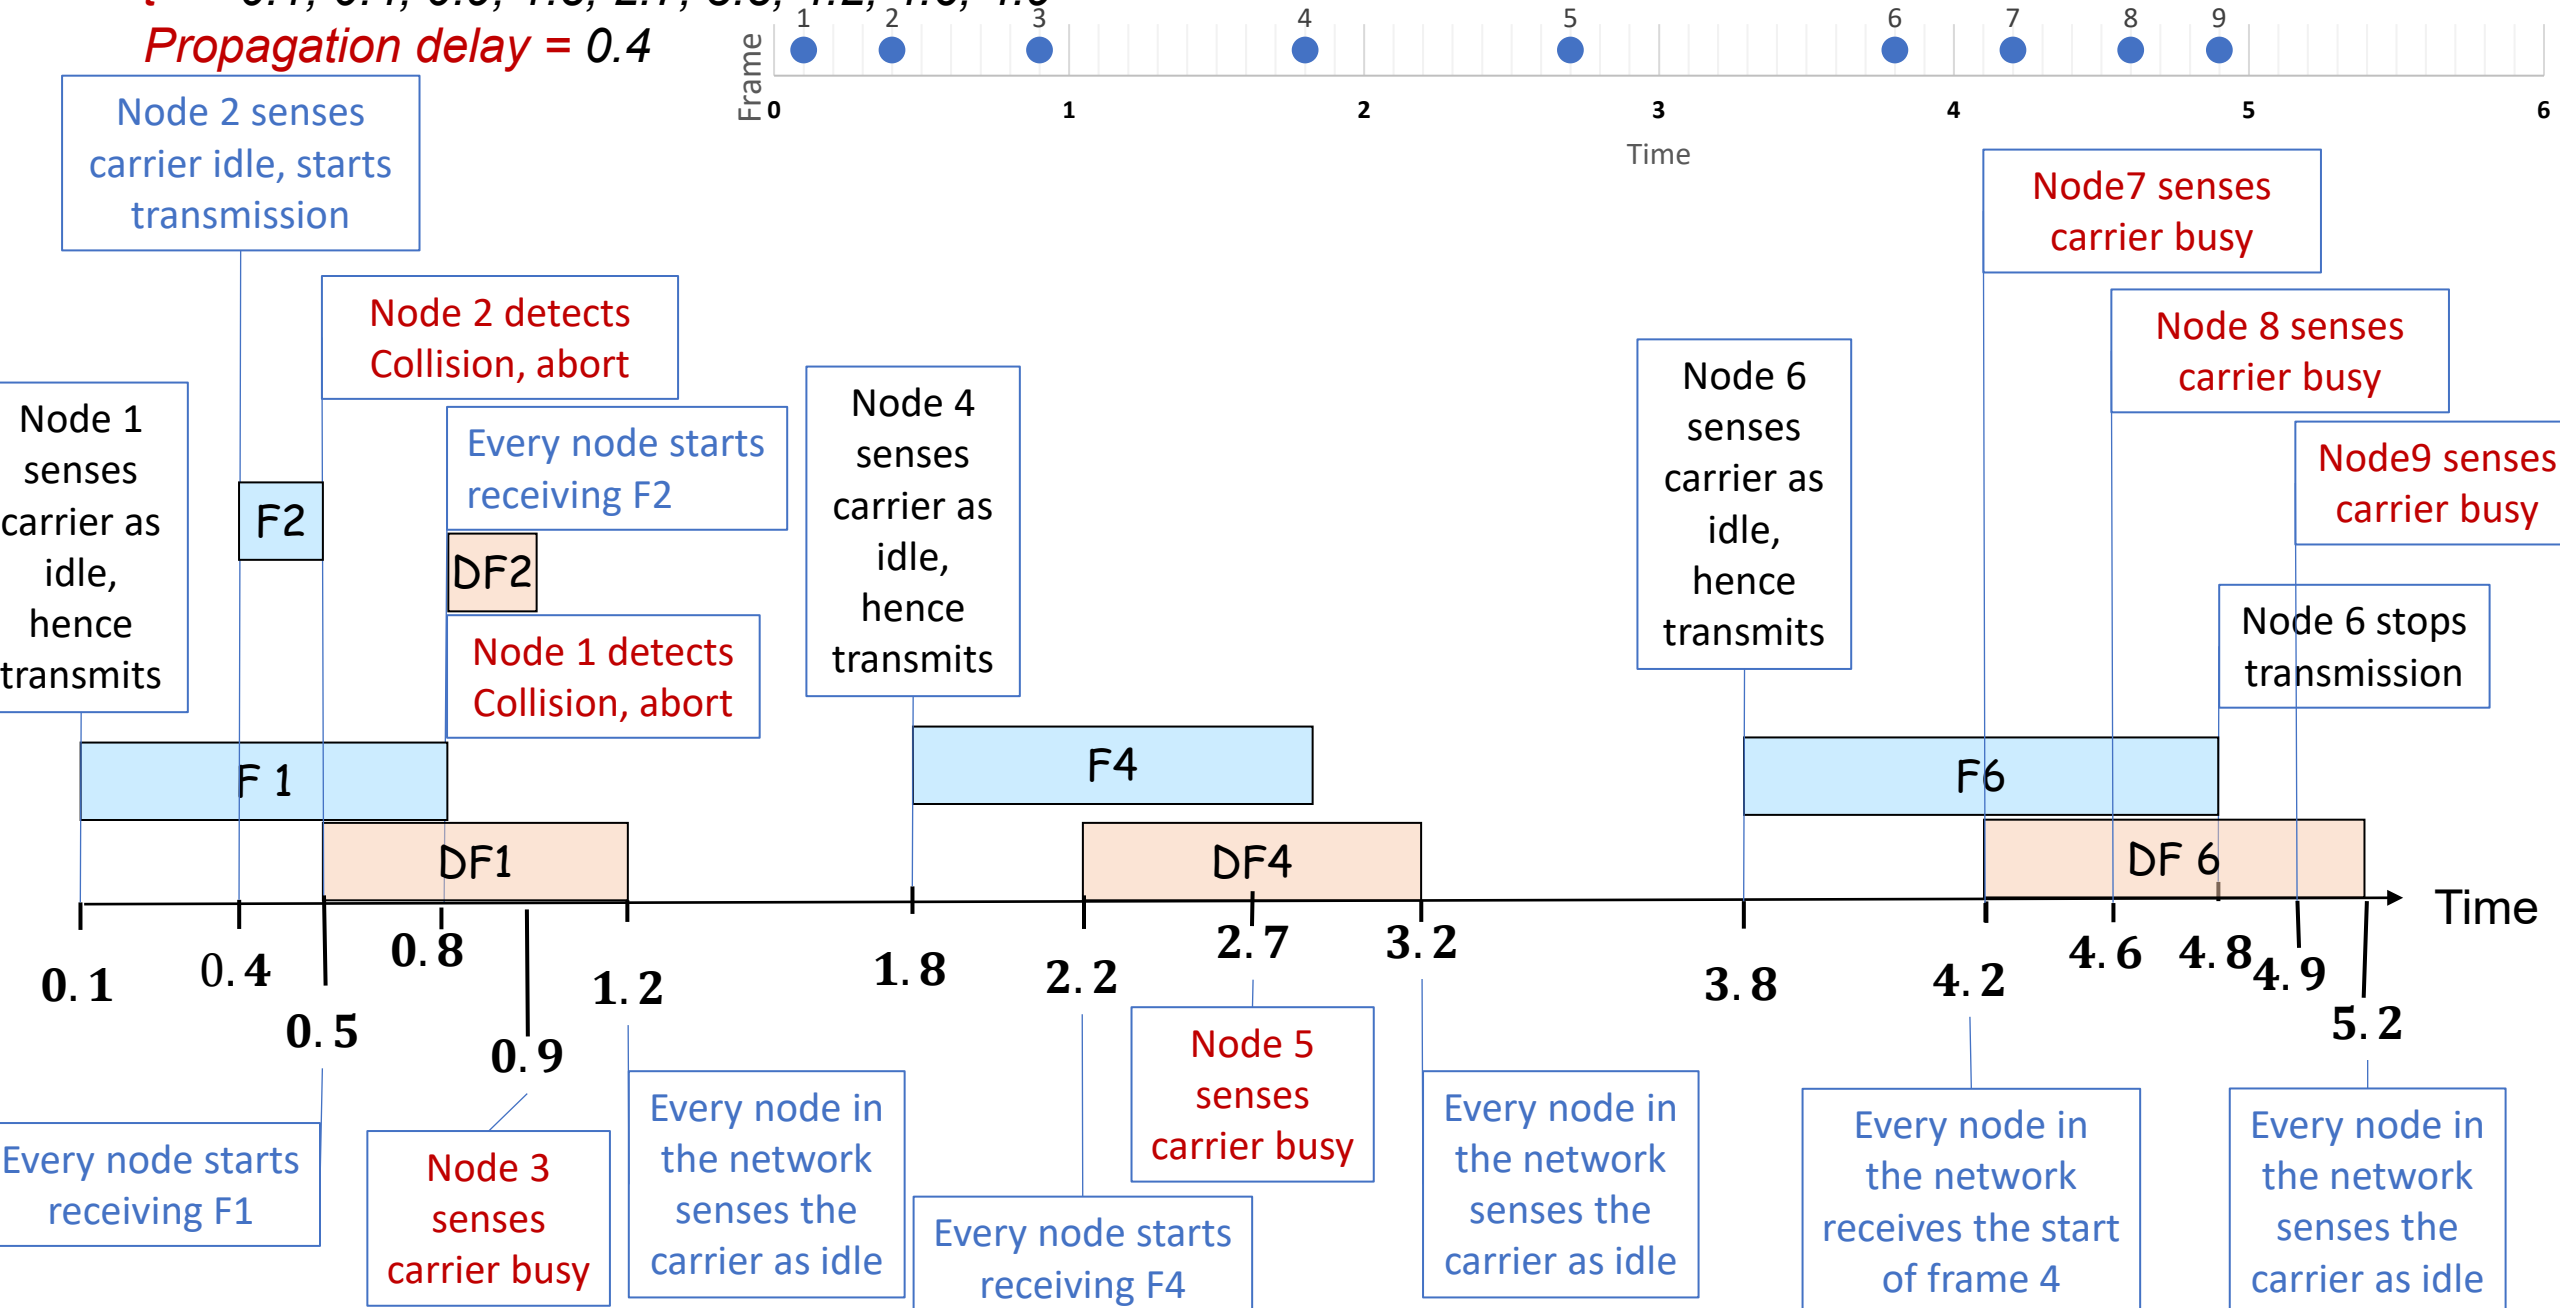 Propagation delay = 0.4
Frame
1 2 3 4 5 6 7 8 9
0 1 2 3 4 5 6
Time
Node 2 senses
carrier idle, starts
transmission
Node7 senses
carrier busy
Node 2 detects
Collision, abort
Node 8 senses
carrier busy
Node 6
senses
carrier as
idle,
hence
transmits
Node 4
senses
carrier as
idle,
hence
transmits
Node 1
senses
carrier as
idle,
hence
transmits
Every node starts
receiving F2
Node9 senses
carrier busy
F2
DF2
Node 6 stops
transmission
Node 1 detects
Collision, abort
F 1
F4
F6
DF1
DF4
DF 6
Time
0.1
0.4
0.5
0.8
0.9
1.2
1.8
2.2
2.7
3.2
3.8
4.2
4.6
4.8
4.9
5.2
Every node starts
receiving F1
Node 3
senses
carrier busy
Every node in
the network
senses the
carrier as idle
Every node starts
receiving F4
Node 5
senses
carrier busy
Every node in
the network
senses the
carrier as idle
Every node in
the network
receives the start
of frame 4
Every node in
the network
senses the
carrier as idle